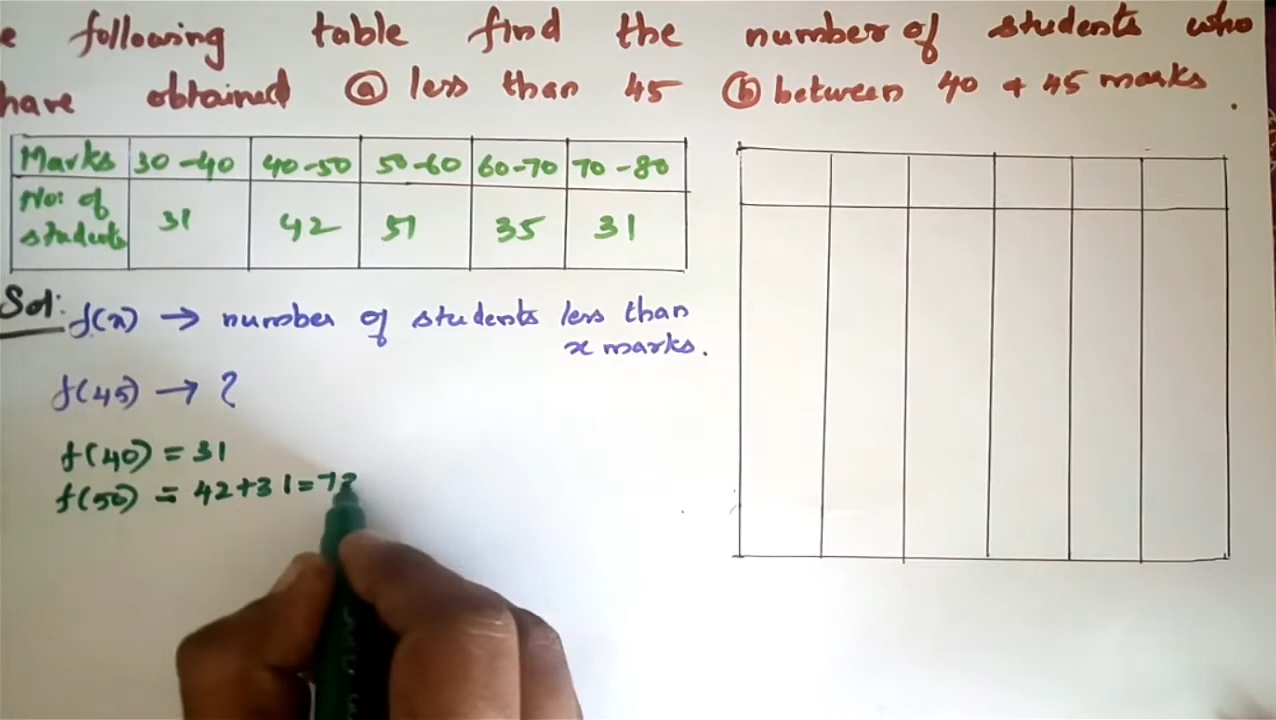 e following table find the number of students who
have obtained ⓐ less than 45 ⓑ between 40 & 45 marks.
Marks 30-40 40-50 50-60 60-70 70-80
No: of students 31 42 51 35 31
Sol: f(x) → number of students less than
x marks.
f(45) → ?
f(40) = 31
f(50) = 42+31=73